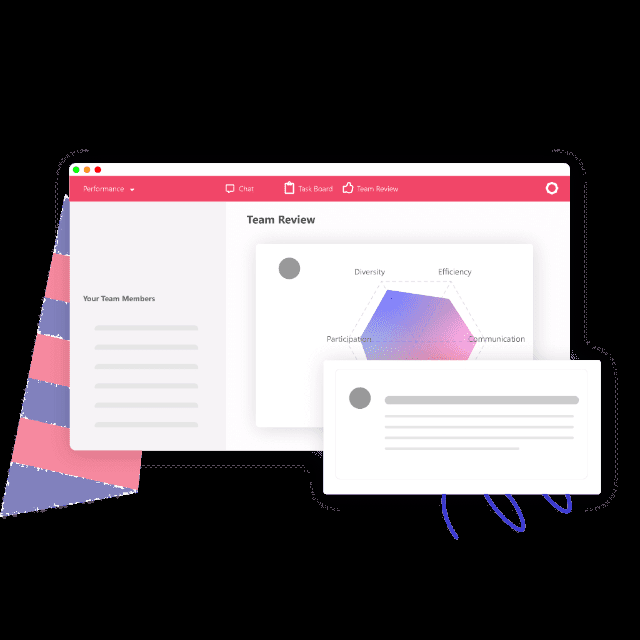 Performance
Chat
Task Board
Team Review
Team Review
Your Team Members
Diversity
Efficiency
Participation
Communication